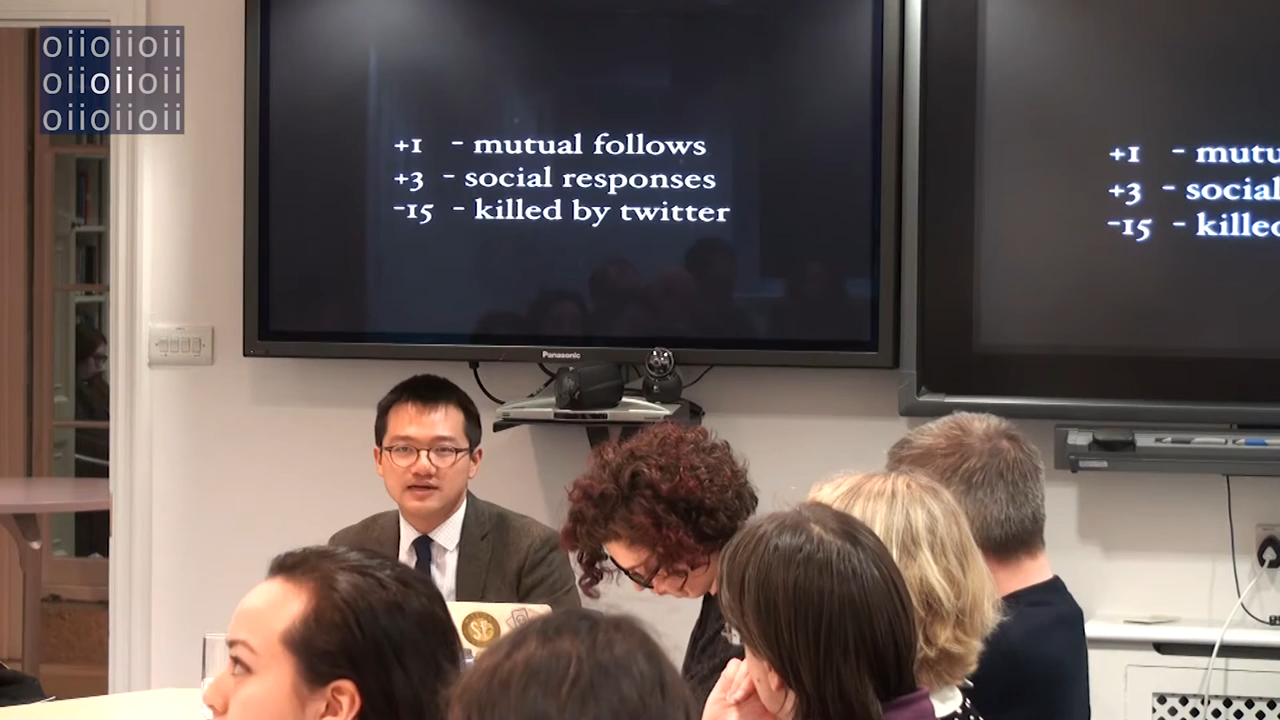 oiioiioii
oiioiioii
oiioiioii
+1 - mutual follows
+3 - social responses
-15 - killed by twitter
Panasonic
+1 - mutu
+3 - social
-15 - killed